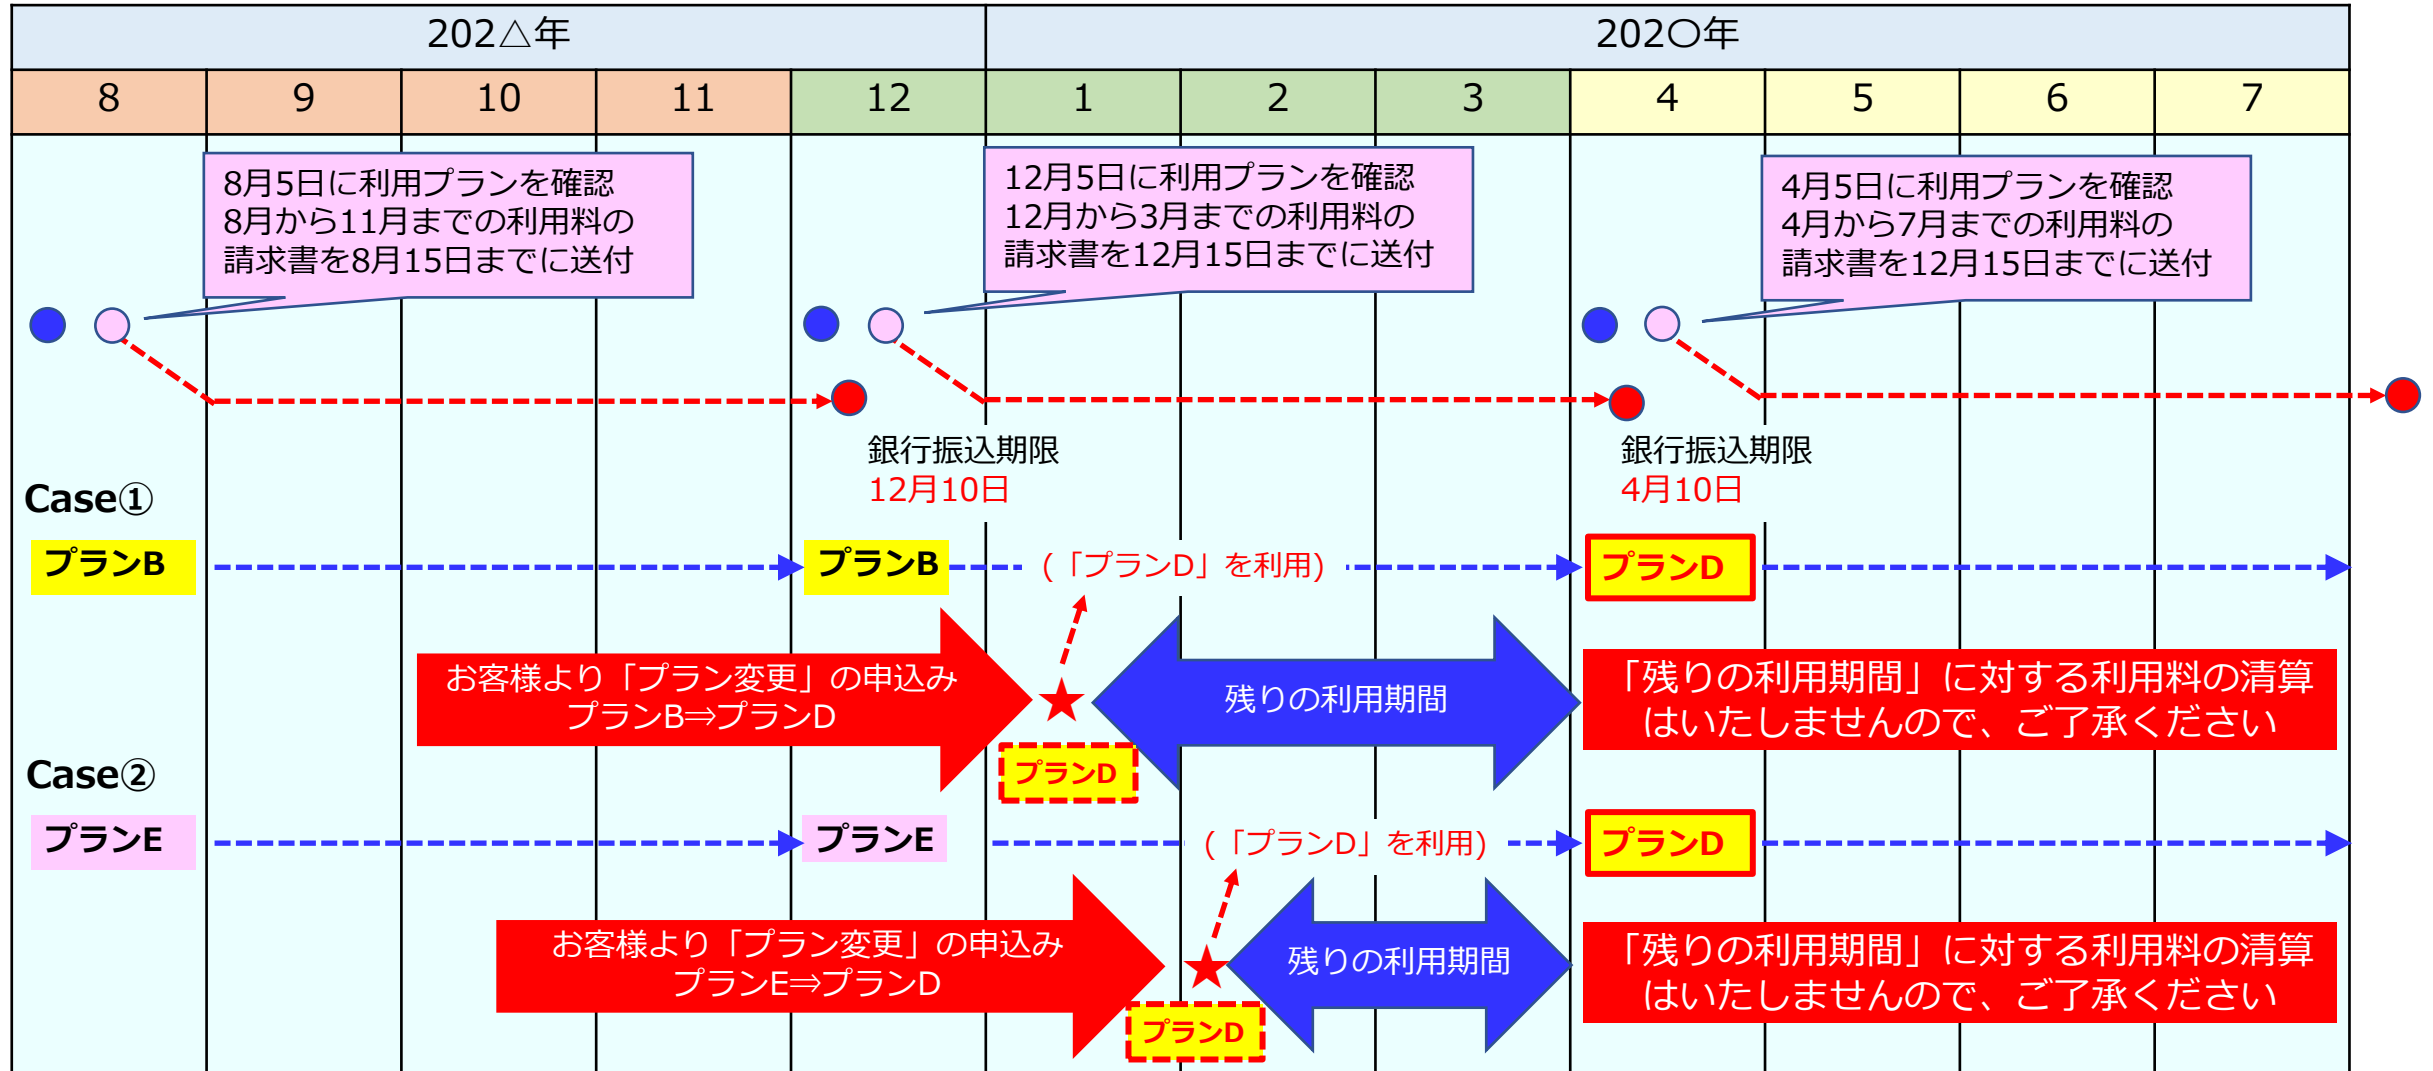 202△年
202〇年
8
9
10
11
12
1
2
3
4
5
6
7
8月5日に利用プランを確認
8月から11月までの利用料の
請求書を8月15日までに送付
12月5日に利用プランを確認
12月から3月までの利用料の
請求書を12月15日までに送付
4月5日に利用プランを確認
4月から7月までの利用料の
請求書を12月15日までに送付
銀行振込期限
12月10日
銀行振込期限
4月10日
Case①
プランB
プランB
(「プランD」を利用)
プランD
お客様より「プラン変更」の申込み
プランB⇒プランD
残りの利用期間
「残りの利用期間」に対する利用料の清算
はいたしませんので、ご了承ください
プランD
Case②
プランE
プランE
(「プランD」を利用)
プランD
お客様より「プラン変更」の申込み
プランE⇒プランD
残りの利用期間
「残りの利用期間」に対する利用料の清算
はいたしませんので、ご了承ください
プランD